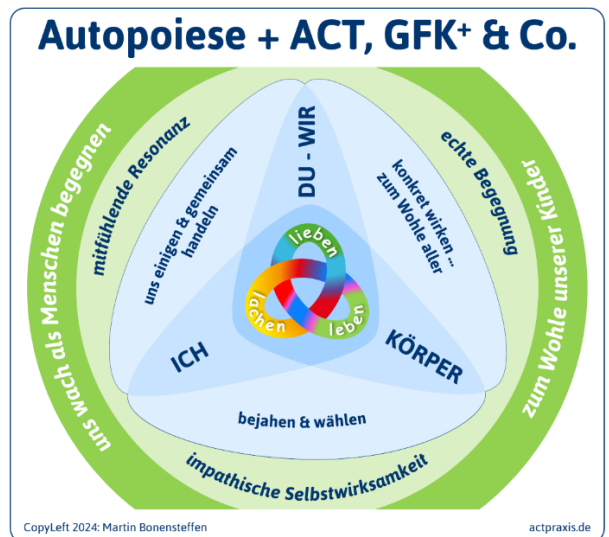 Autopoiese + ACT, GFK⁺ & Co.
uns wach als Menschen begegnen
zum Wohle unserer Kinder
mitfühlende Resonanz
echte Begegnung
uns einigen & gemeinsam
handeln
DU - WIR
konkret wirken ...
zum Wohle aller
lieben
lachen
leben
ICH
KÖRPER
bejahen & wählen
impathische Selbstwirksamkeit
CopyLeft 2024: Martin Bonensteffen
actpraxis.de